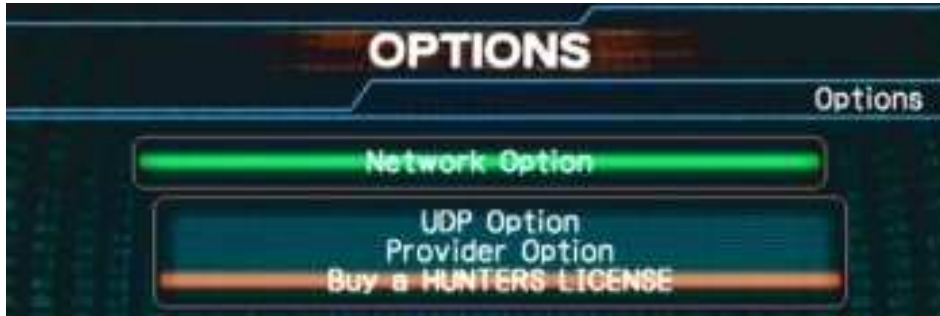 OPTIONS
Options
Network Option
UDP Option
Provider Option
Buy a HUNTERS LICENSE